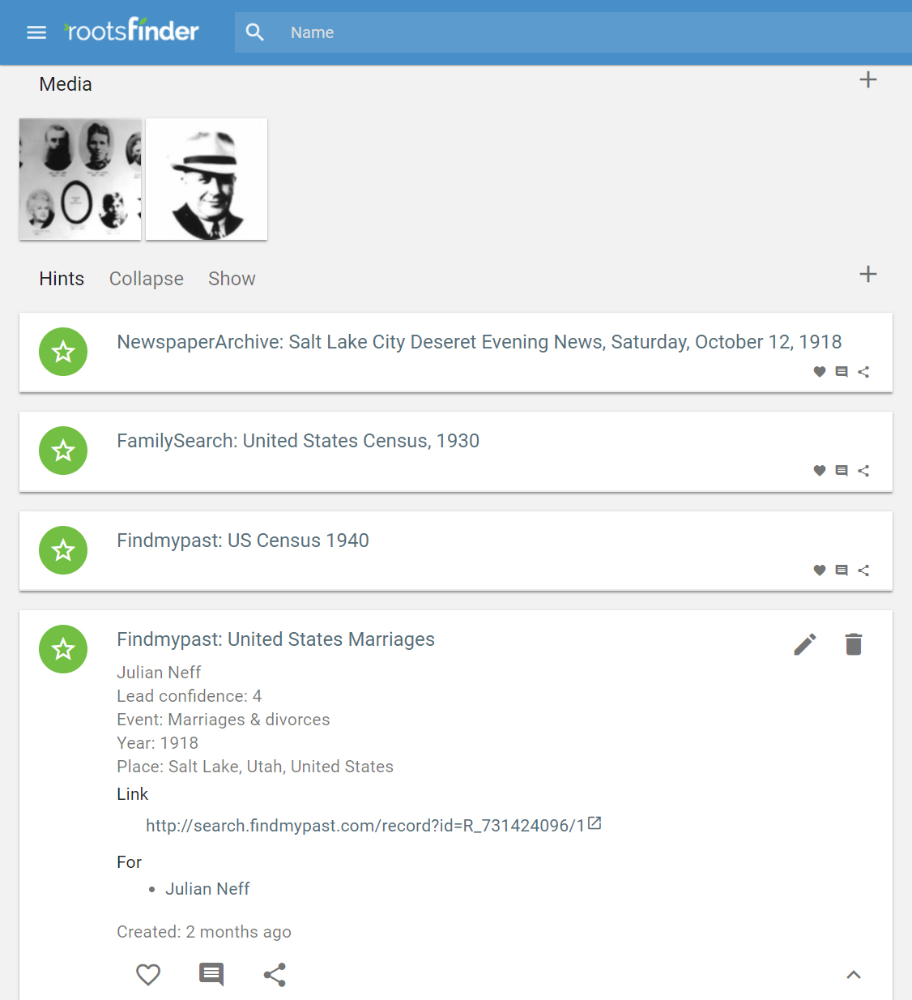 rootsfinder
Name
Media
Hints Collapse Show
NewspaperArchive: Salt Lake City Deseret Evening News, Saturday, October 12, 1918
FamilySearch: United States Census, 1930
Findmypast: US Census 1940
Findmypast: United States Marriages
Julian Neff
Lead confidence: 4
Event: Marriages & divorces
Year: 1918
Place: Salt Lake, Utah, United States
Link
http://search.findmypast.com/record?id=R_731424096/1
For
• Julian Neff
Created: 2 months ago